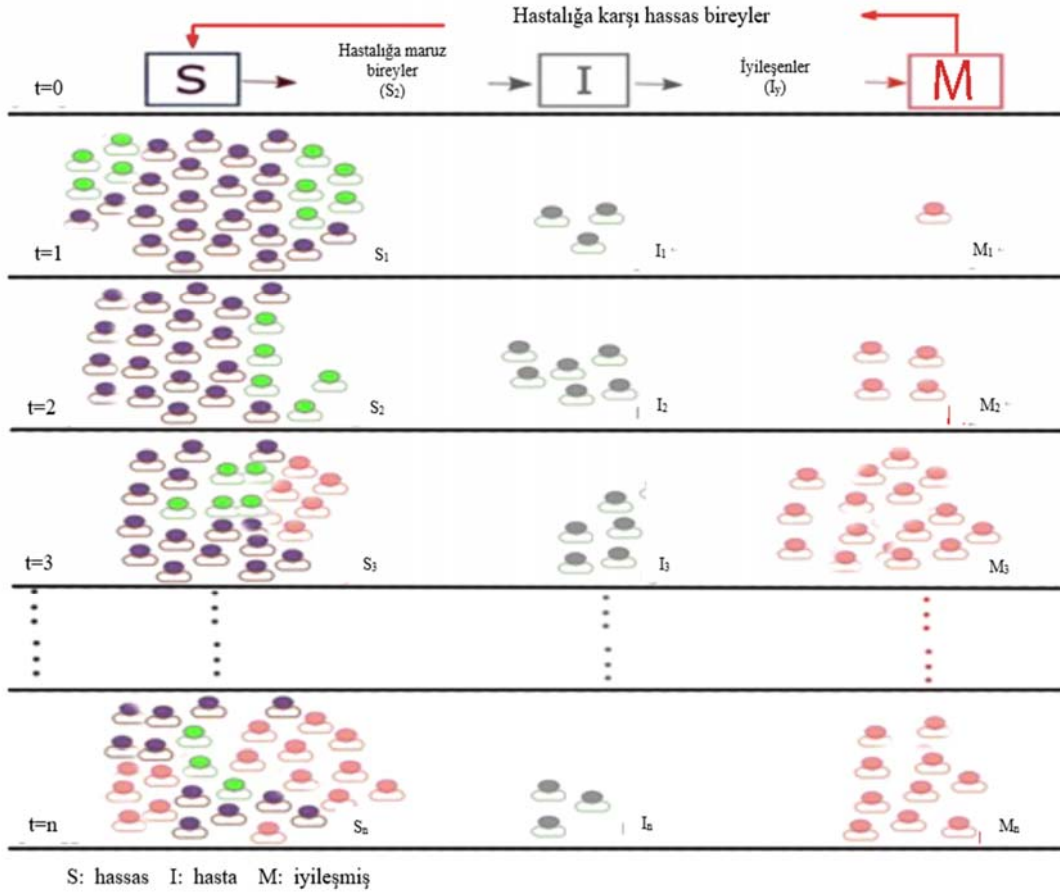 Hastalığa karşı hassas bireyler
t=0
S
Hastalığa maruz
bireyler
(S₂)
I
İyileşenler
(Iᵧ)
M
t=1
S₁
I₁
M₁
t=2
S₂
I₂
M₂
t=3
S₃
I₃
M₃
t=n
Sₙ
Iₙ
Mₙ
S: hassas I: hasta M: iyileşmiş